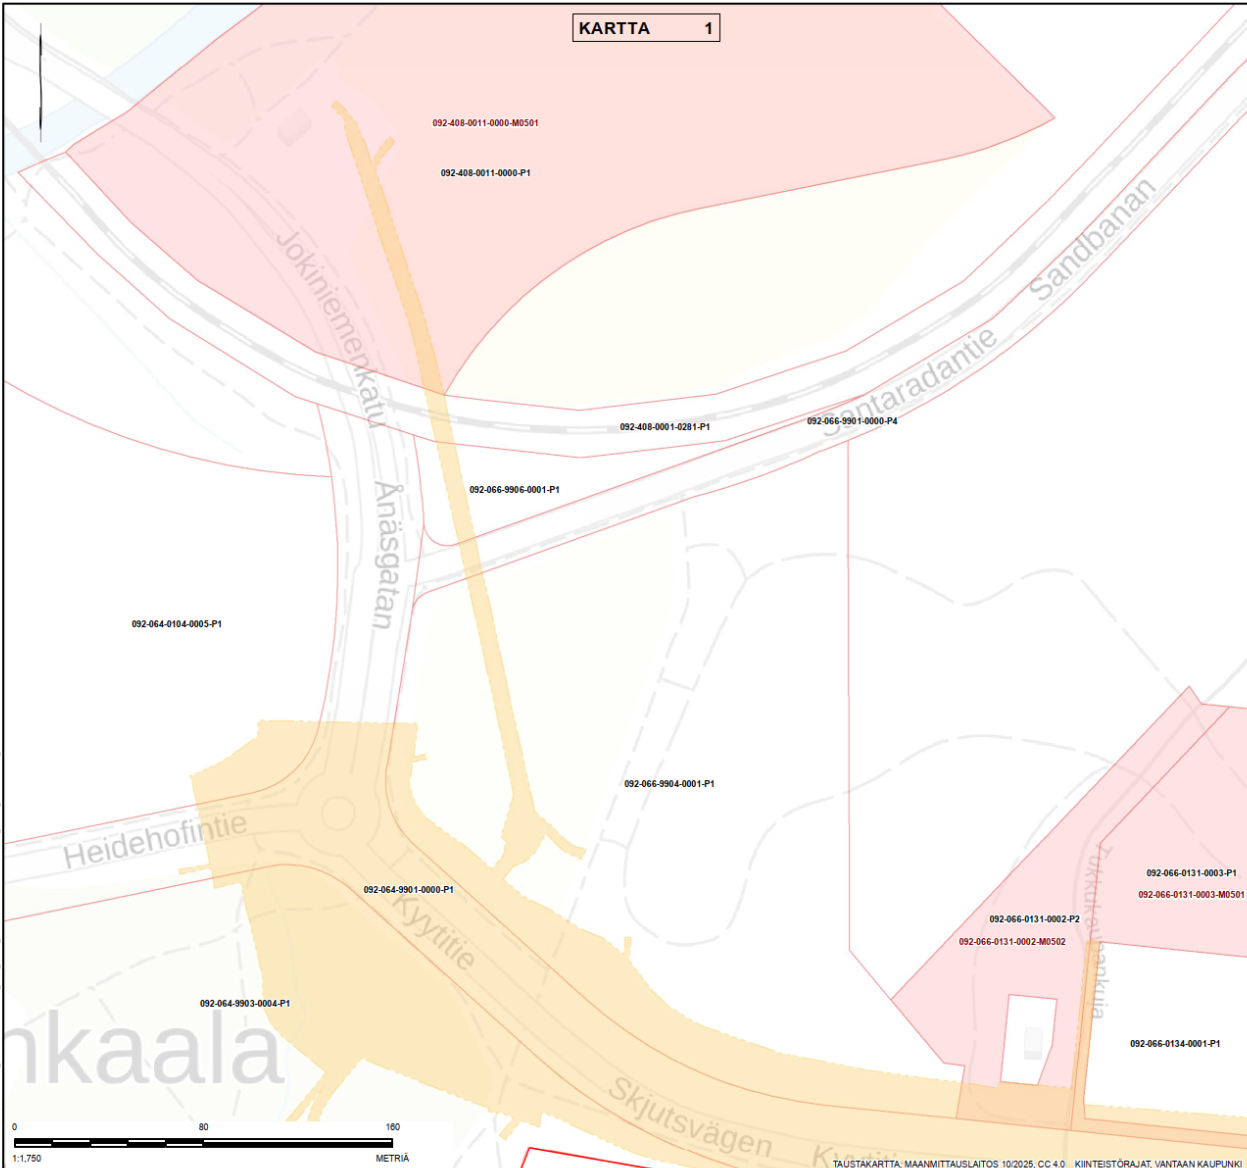 KARTTA 1
092-408-0011-0000-M0501
092-408-0011-0000-P1
Sandbanan
Jokiniemenkatu
Santaradantie
092-408-0001-0281-P1
092-066-9901-0000-P4
092-066-9906-0001-P1
Ånäsgatan
092-064-0104-0005-P1
092-066-9904-0001-P1
Heidehofintie
092-064-9901-0000-P1
Kyytitie
092-066-0131-0003-P1
092-066-0131-0003-M0501
092-066-0131-0002-P2
092-066-0131-0002-M0502
Tukkukaupankuja
092-064-9903-0004-P1
nkaala
092-066-0134-0001-P1
Skjutsvägen
Kyytiti
0 80 160
1:1,750 METRIÄ
TAUSTAKARTTA, MAANMITTAUSLAITOS 10/2025, CC 4.0 KIINTEISTÖRAJAT, VANTAAN KAUPUNKI